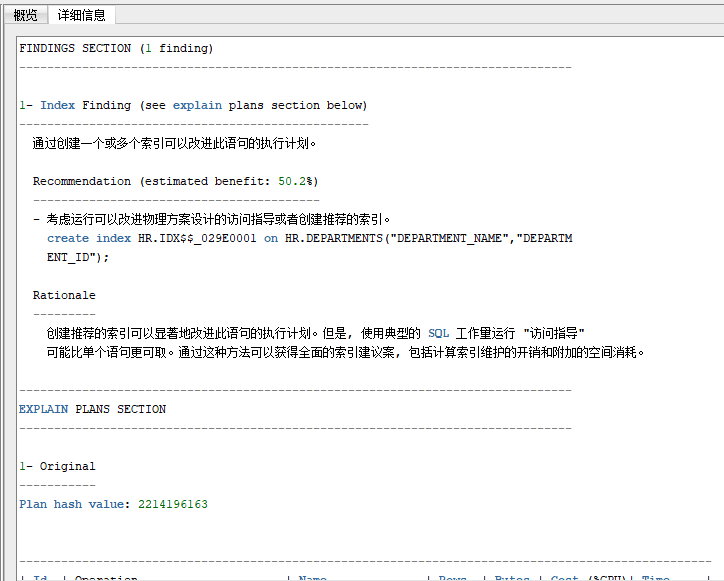 概览 详细信息
FINDINGS SECTION (1 finding)
-------------------------------------------------------------------------------
1- Index Finding (see explain plans section below)
--------------------------------------------------
通过创建一个或多个索引可以改进此语句的执行计划。
Recommendation (estimated benefit: 50.2%)
-----------------------------------------
- 考虑运行可以改进物理方案设计的访问指导或者创建推荐的索引。
create index HR.IDX$$_029E0001 on HR.DEPARTMENTS("DEPARTMENT_NAME","DEPARTM
ENT_ID");
Rationale
---------
创建推荐的索引可以显著地改进此语句的执行计划。但是, 使用典型的 SQL 工作量运行 "访问指导"
可能比单个语句更可取。通过这种方法可以获得全面的索引建议案, 包括计算索引维护的开销和附加的空间消耗。
-------------------------------------------------------------------------------
EXPLAIN PLANS SECTION
-------------------------------------------------------------------------------
1- Original
-----------
Plan hash value: 2214196163
---------------------------------------------------------------------------------------------------
| Id | Operation | Name | Rows | Bytes | Cost (%CPU)| Time |